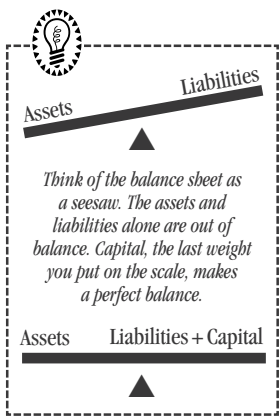 Assets Liabilities
Think of the balance sheet as
a seesaw. The assets and
liabilities alone are out of
balance. Capital, the last weight
you put on the scale, makes
a perfect balance.
Assets Liabilities + Capital